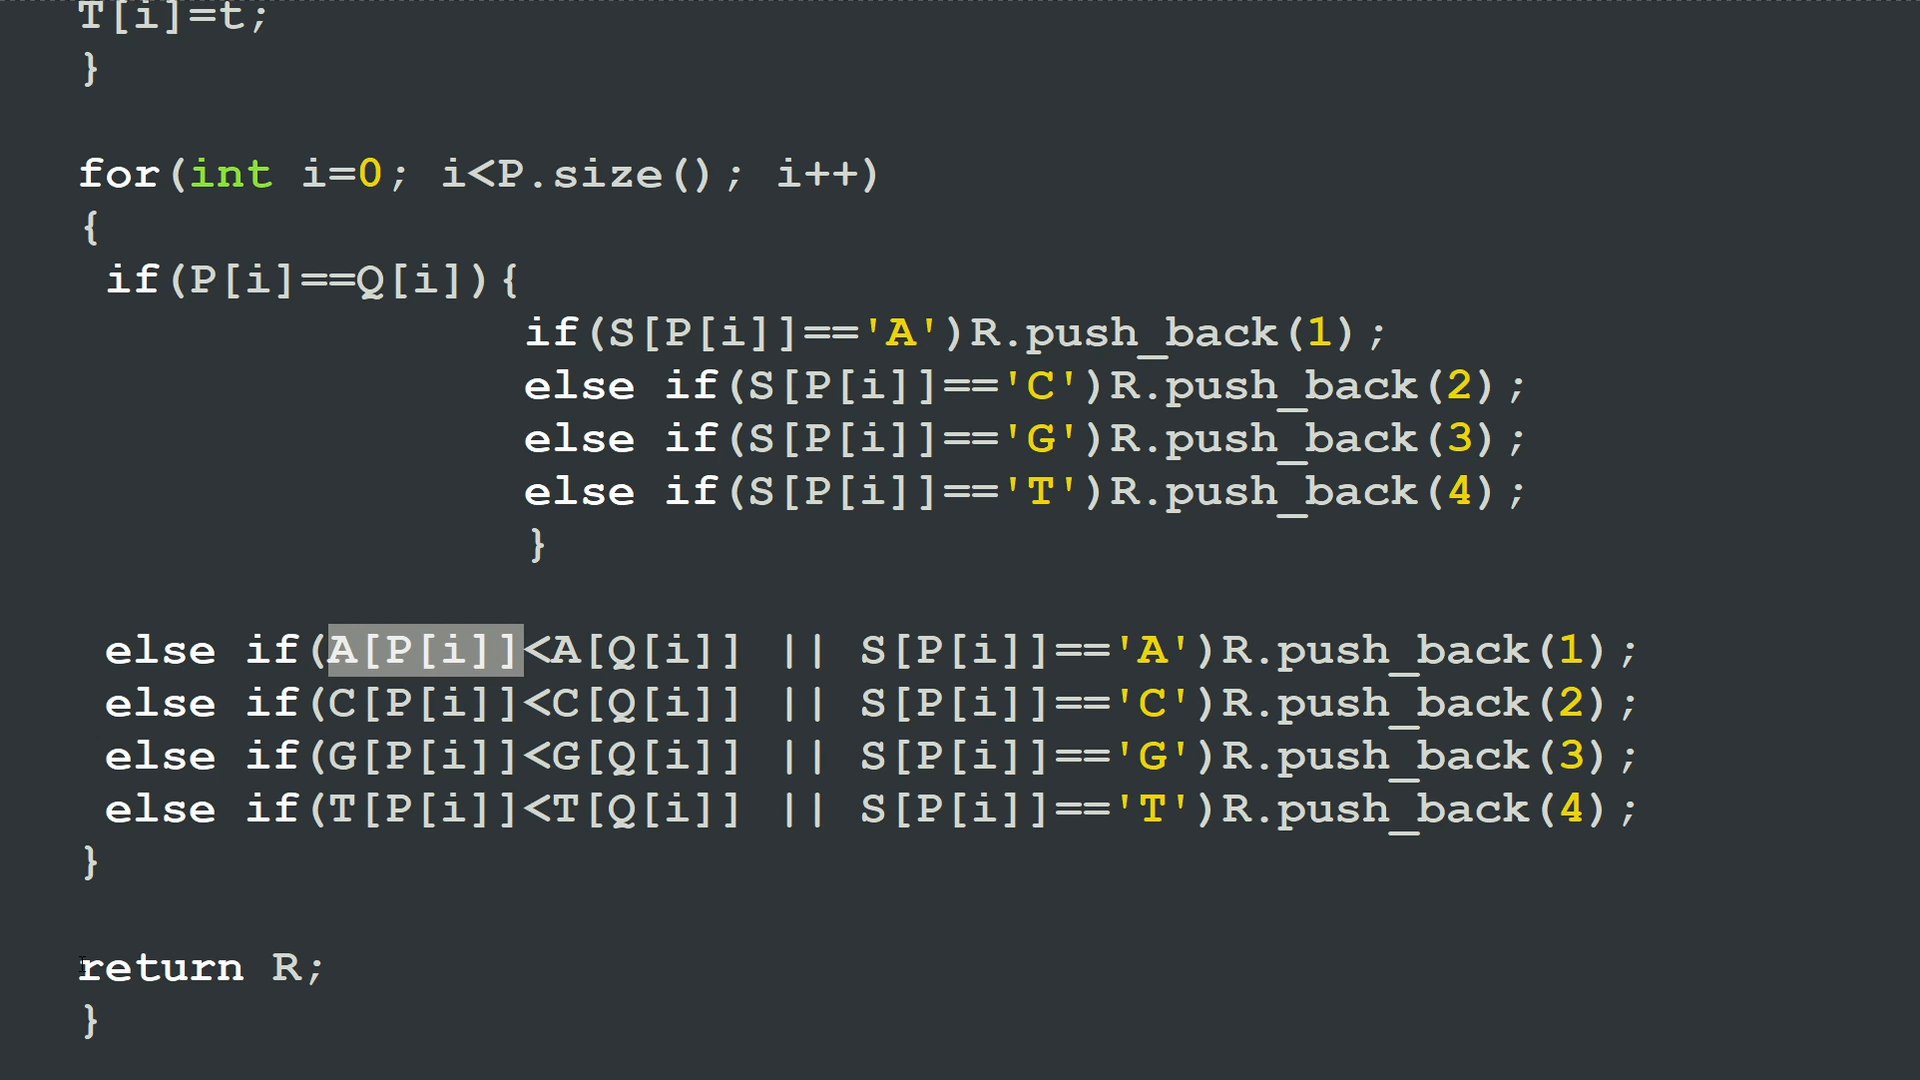 T[i]=t;
}
for(int i=0; i<P.size(); i++)
{
if(P[i]==Q[i]){
if(S[P[i]]=='A')R.push_back(1);
else if(S[P[i]]=='C')R.push_back(2);
else if(S[P[i]]=='G')R.push_back(3);
else if(S[P[i]]=='T')R.push_back(4);
}
else if(A[P[i]]<A[Q[i]] || S[P[i]]=='A')R.push_back(1);
else if(C[P[i]]<C[Q[i]] || S[P[i]]=='C')R.push_back(2);
else if(G[P[i]]<G[Q[i]] || S[P[i]]=='G')R.push_back(3);
else if(T[P[i]]<T[Q[i]] || S[P[i]]=='T')R.push_back(4);
}
return R;
}